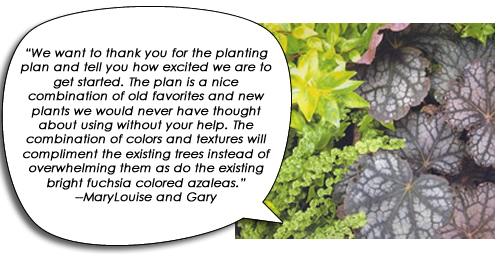 “We want to thank you for the planting
plan and tell you how excited we are to
get started. The plan is a nice
combination of old favorites and new
plants we would never have thought
about using without your help. The
combination of colors and textures will
compliment the existing trees instead of
overwhelming them as do the existing
bright fuchsia colored azaleas.”
--MaryLouise and Gary